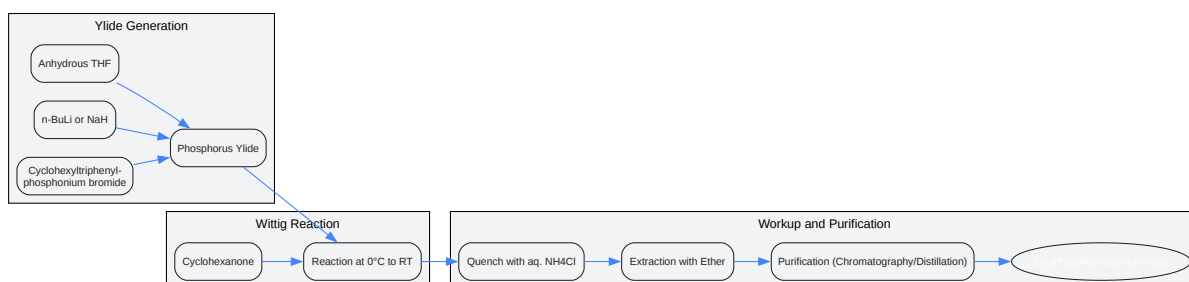 Ylide Generation
Anhydrous THF
n-BuLi or NaH
Phosphorus Ylide
Cyclohexyltriphenyl-
phosphonium bromide
Wittig Reaction
Cyclohexanone
Reaction at 0°C to RT
Workup and Purification
Quench with aq. NH4Cl
Extraction with Ether
Purification (Chromatography/Distillation)